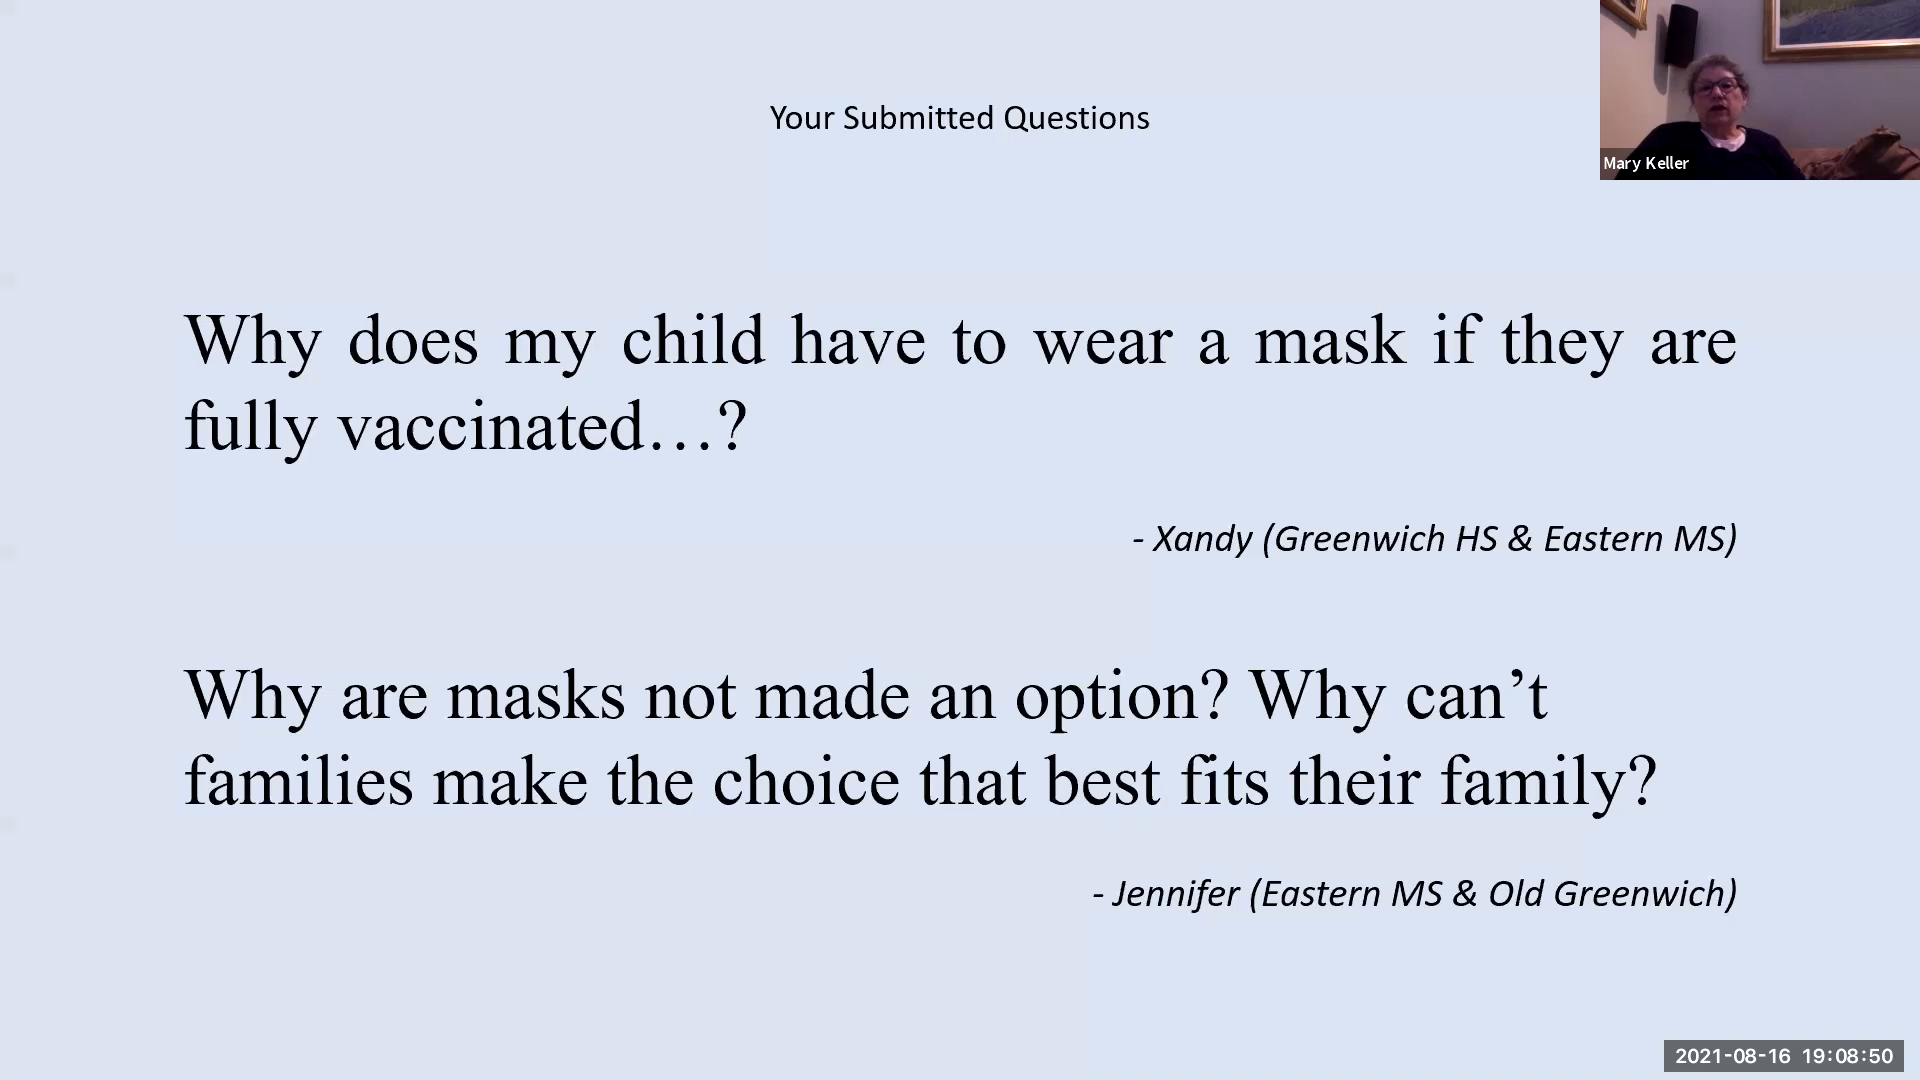 Your Submitted Questions
Mary Keller
Why does my child have to wear a mask if they are
fully vaccinated…?
- Xandy (Greenwich HS & Eastern MS)
Why are masks not made an option? Why can’t
families make the choice that best fits their family?
- Jennifer (Eastern MS & Old Greenwich)
2021-08-16 19:08:50